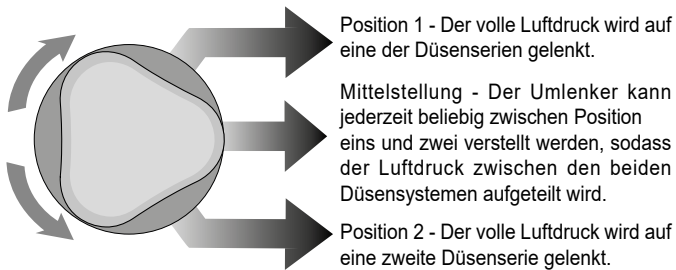 Position 1 - Der volle Luftdruck wird auf
eine der Düsenserien gelenkt.
Mittelstellung - Der Umlenker kann
jederzeit beliebig zwischen Position
eins und zwei verstellt werden, sodass
der Luftdruck zwischen den beiden
Düsensystemen aufgeteilt wird.
Position 2 - Der volle Luftdruck wird auf
eine zweite Düsenserie gelenkt.